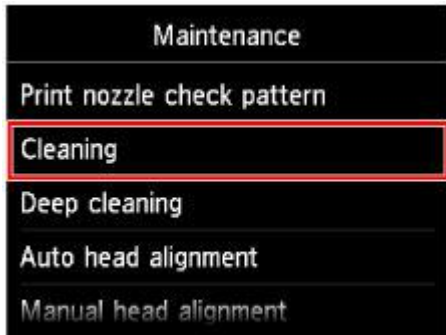 Maintenance
Print nozzle check pattern
Cleaning
Deep cleaning
Auto head alignment
Manual head alignment